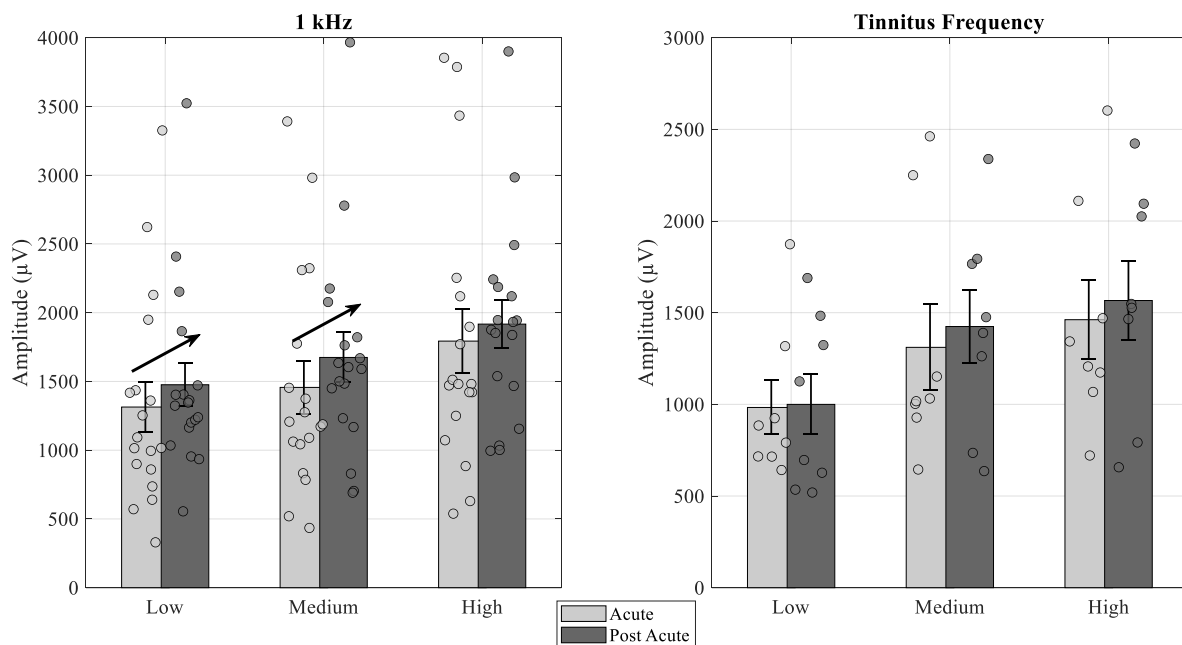 1 kHz
Amplitude (µV)
4000
3500
3000
2500
2000
1500
1000
500
0
Low Medium High
Tinnitus Frequency
Amplitude (µV)
3000
2500
2000
1500
1000
500
0
Low Medium High
Acute
Post Acute